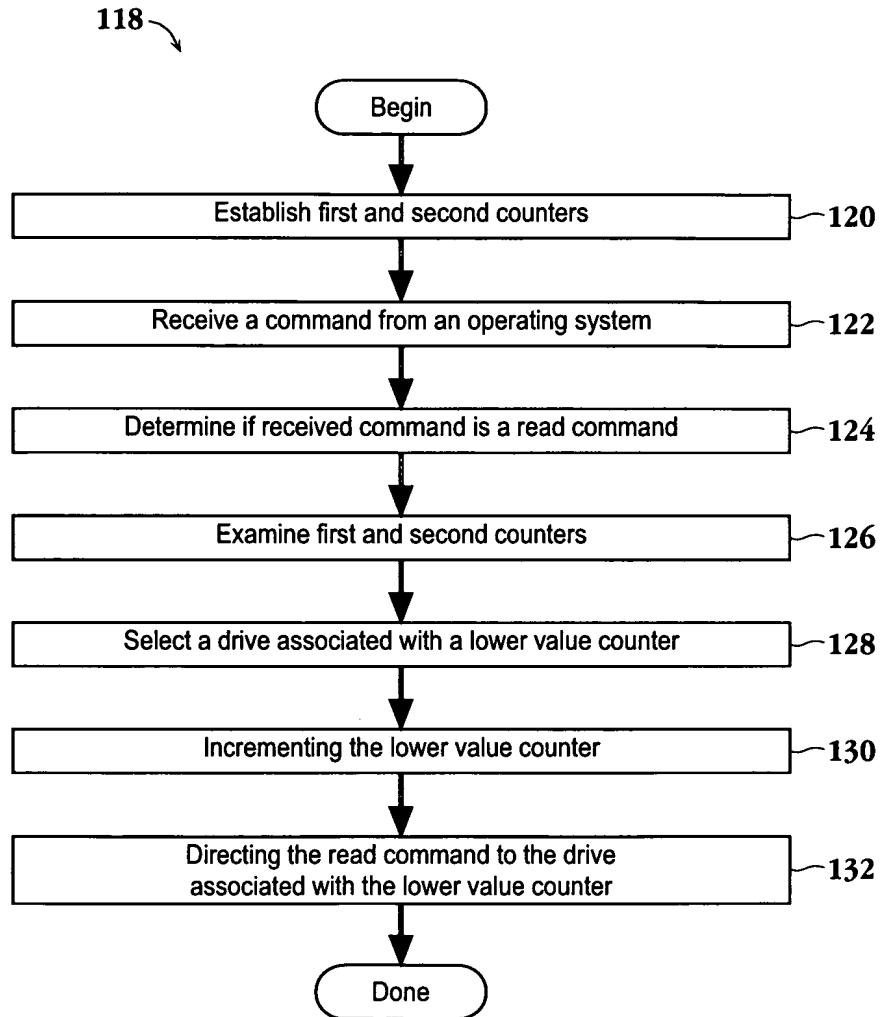 118
Begin
Establish first and second counters
120
Receive a command from an operating system
122
Determine if received command is a read command
124
Examine first and second counters
126
Select a drive associated with a lower value counter
128
Incrementing the lower value counter
130
Directing the read command to the drive
associated with the lower value counter
132
Done